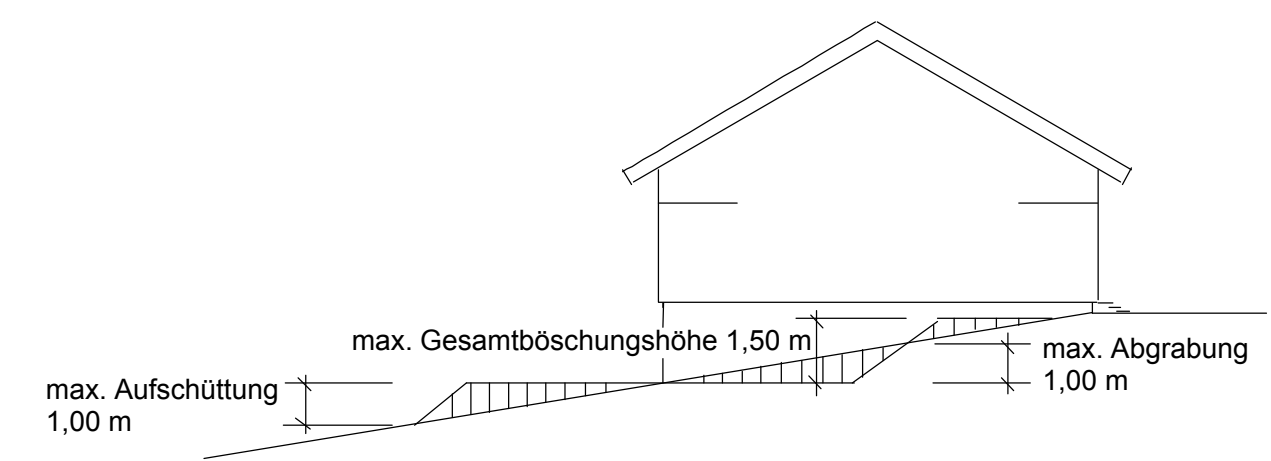 max. Gesamtböschungshöhe 1,50 m
max. Abgrabung
1,00 m
max. Aufschüttung
1,00 m